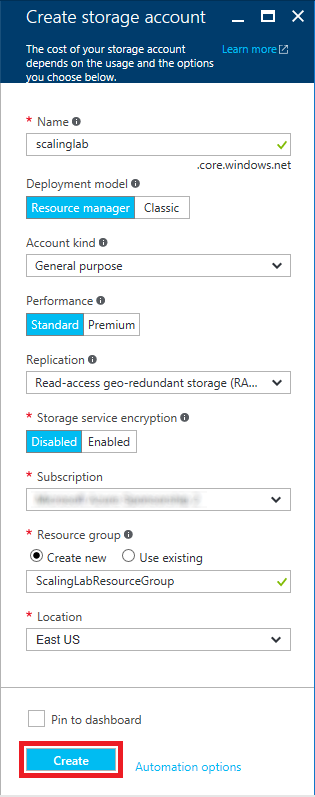 Create storage account
The cost of your storage account
Learn more
depends on the usage and the options
you choose below.
* Name
scalinglab
.core.windows.net
Deployment model
Resource manager Classic
Account kind
General purpose
Performance
Standard Premium
Replication
Read-access geo-redundant storage (RA...
* Storage service encryption
Disabled Enabled
* Subscription
* Resource group
Create new Use existing
ScalingLabResourceGroup
* Location
East US
Pin to dashboard
Create
Automation options